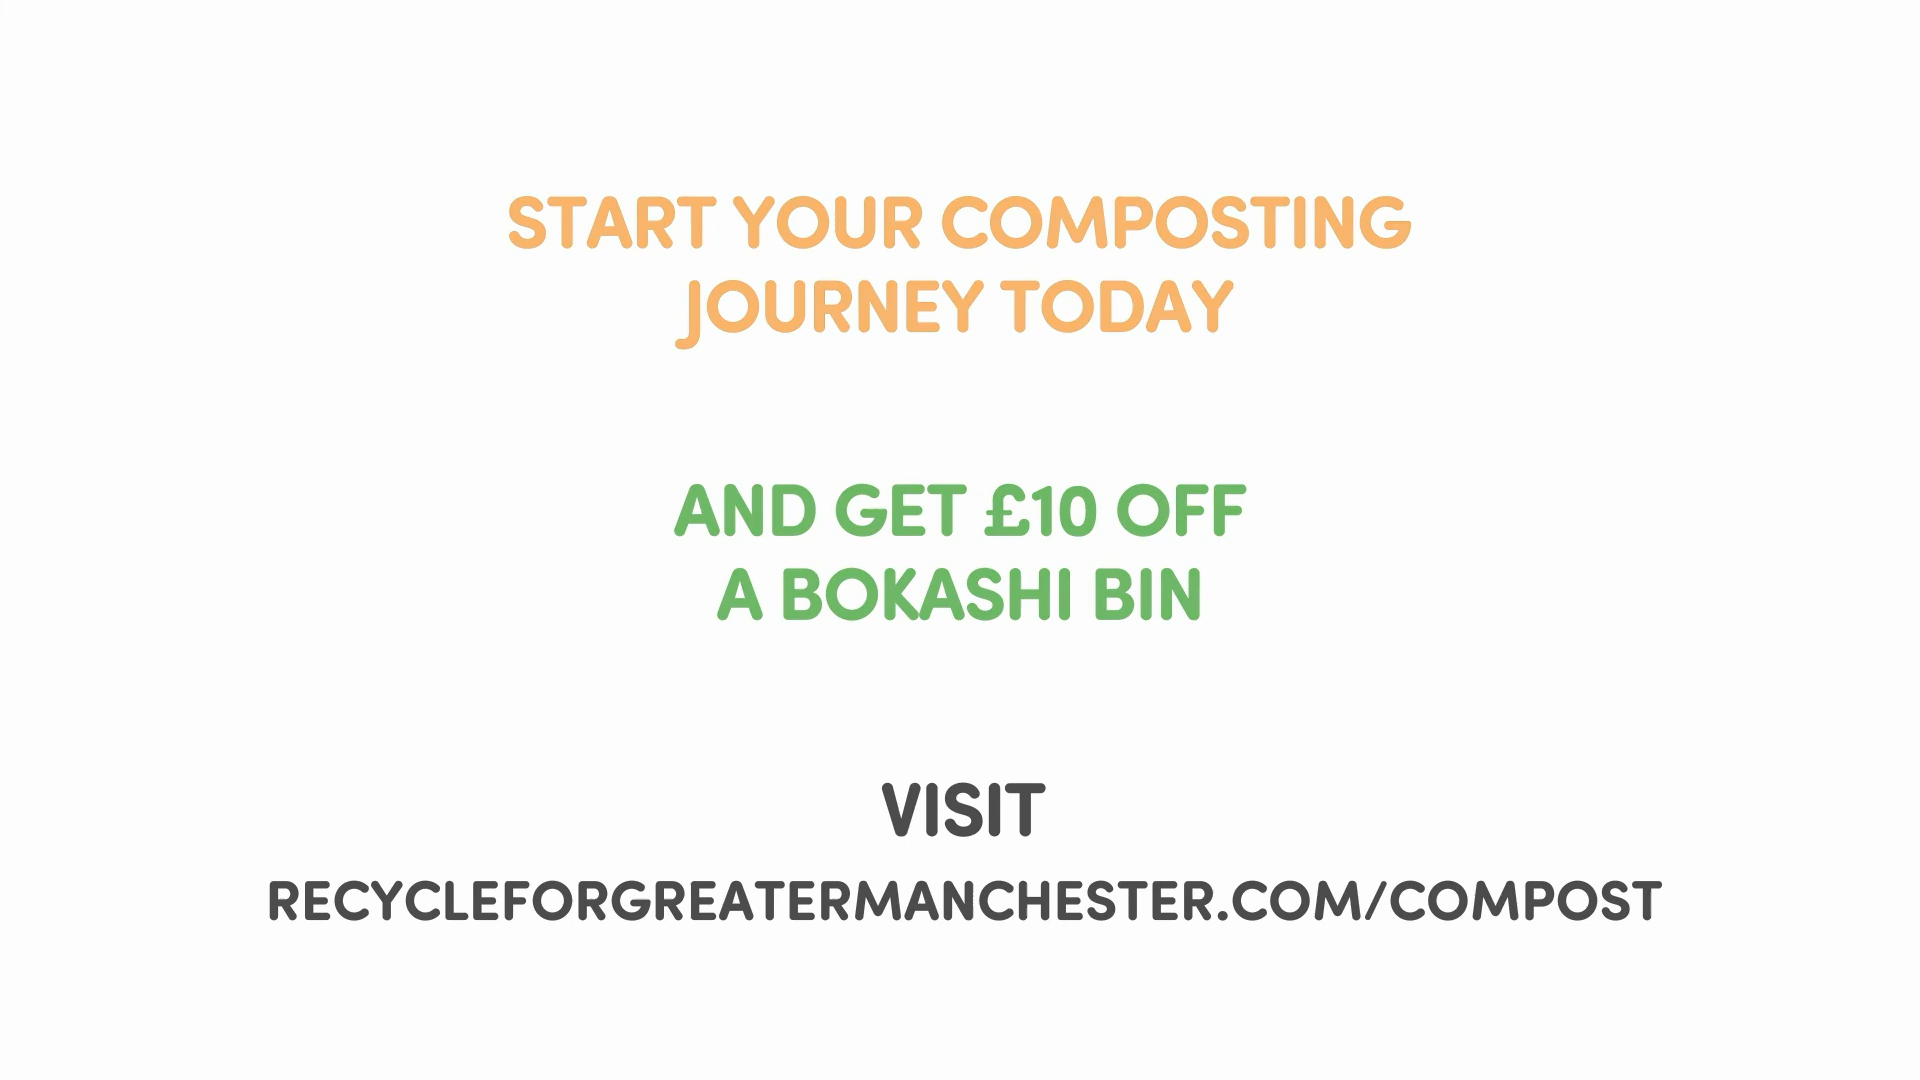 START YOUR COMPOSTING
JOURNEY TODAY
AND GET £10 OFF
A BOKASHI BIN
VISIT
RECYCLEFORGREATERMANCHESTER.COM/COMPOST